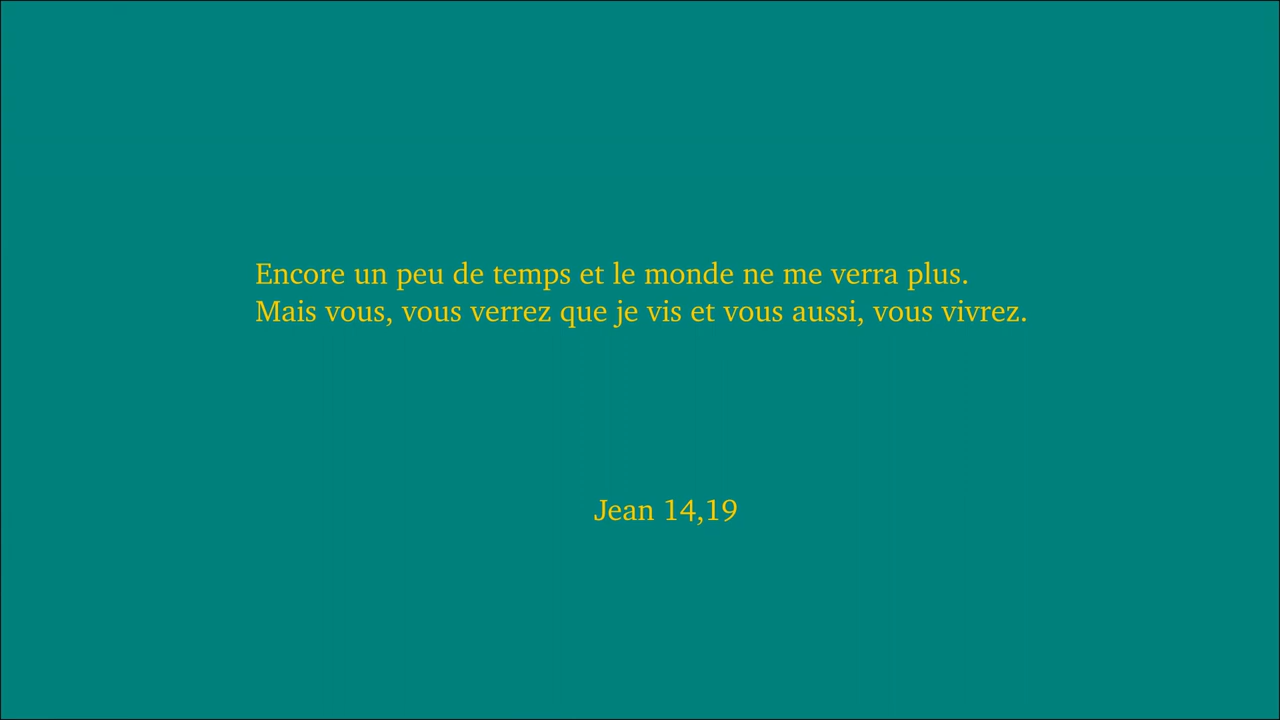 Encore un peu de temps et le monde ne me verra plus.
Mais vous, vous verrez que je vis et vous aussi, vous vivrez.
Jean 14,19